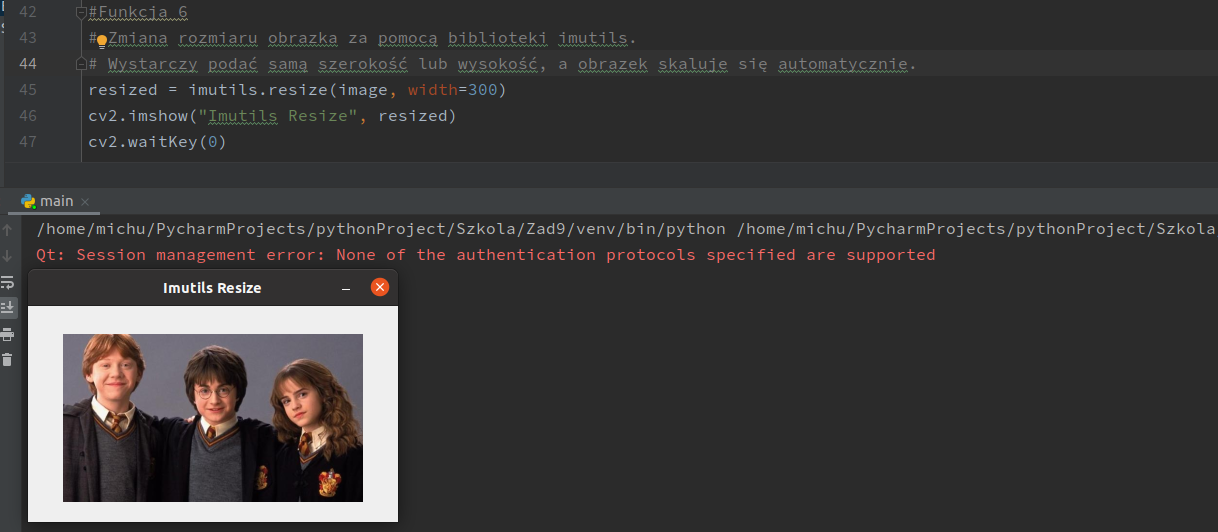 42 #Funkcja 6
43 # Zmiana rozmiaru obrazka za pomocą biblioteki imutils.
44 # Wystarczy podać samą szerokość lub wysokość, a obrazek skaluje się automatycznie.
45 resized = imutils.resize(image, width=300)
46 cv2.imshow("Imutils Resize", resized)
47 cv2.waitKey(0)
main
/home/michu/PycharmProjects/pythonProject/Szkola/Zad9/venv/bin/python /home/michu/PycharmProjects/pythonProject/Szkola
Qt: Session management error: None of the authentication protocols specified are supported
Imutils Resize